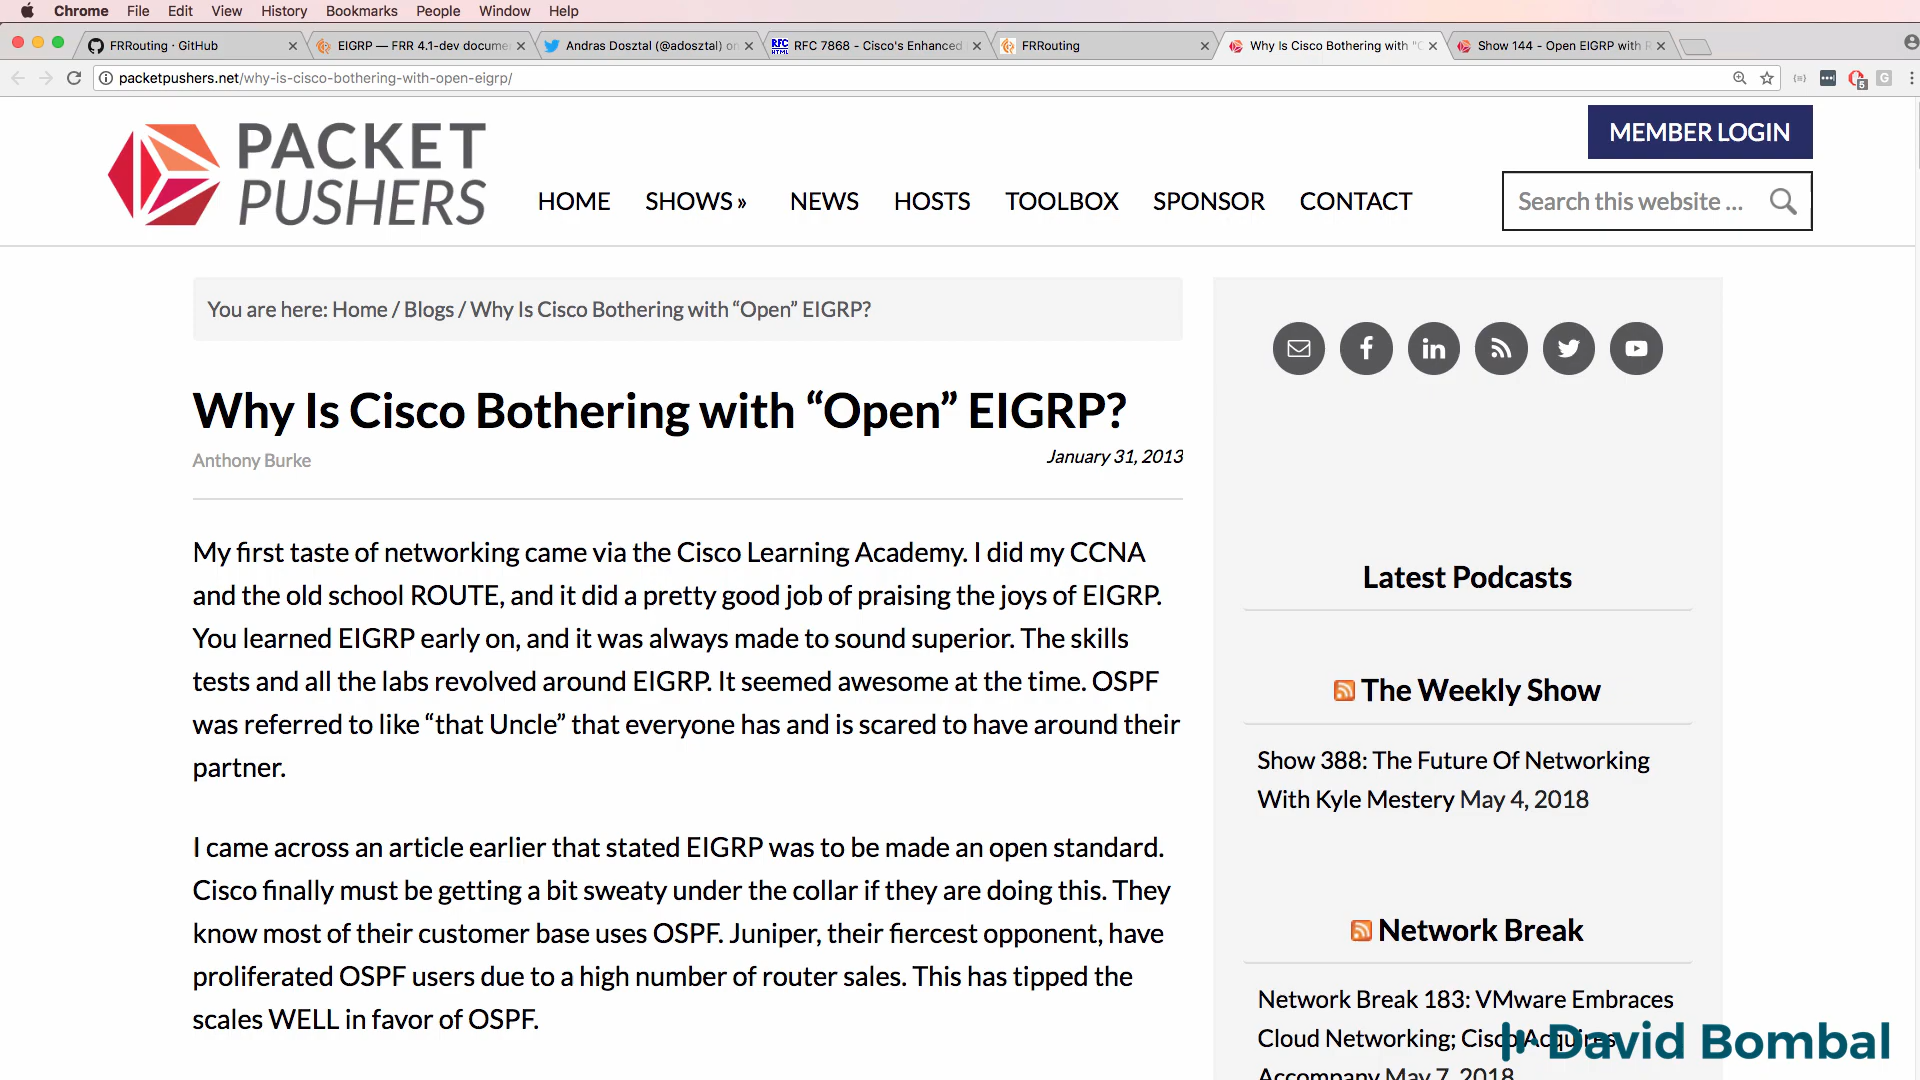 Chrome File Edit View History Bookmarks People Window Help
FRRouting · GitHub
EIGRP — FRR 4.1-dev docume
Andras Dosztal (@adosztal) on
RFC 7868 - Cisco's Enhanced
FRRouting
Why Is Cisco Bothering with "O
Show 144 - Open EIGRP with R
packetpushers.net/why-is-cisco-bothering-with-open-eigrp/
PACKET
PUSHERS
MEMBER LOGIN
HOME SHOWS » NEWS HOSTS TOOLBOX SPONSOR CONTACT
Search this website ...
You are here: Home / Blogs / Why Is Cisco Bothering with “Open” EIGRP?
Why Is Cisco Bothering with “Open” EIGRP?
Anthony Burke
January 31, 2013
My first taste of networking came via the Cisco Learning Academy. I did my CCNA
and the old school ROUTE, and it did a pretty good job of praising the joys of EIGRP.
You learned EIGRP early on, and it was always made to sound superior. The skills
tests and all the labs revolved around EIGRP. It seemed awesome at the time. OSPF
was referred to like “that Uncle” that everyone has and is scared to have around their
partner.
I came across an article earlier that stated EIGRP was to be made an open standard.
Cisco finally must be getting a bit sweaty under the collar if they are doing this. They
know most of their customer base uses OSPF. Juniper, their fiercest opponent, have
proliferated OSPF users due to a high number of router sales. This has tipped the
scales WELL in favor of OSPF.
Latest Podcasts
The Weekly Show
Show 388: The Future Of Networking
With Kyle Mestery May 4, 2018
Network Break
Network Break 183: VMware Embraces
Cloud Networking; Cisco Acquires
Accompany May 7, 2018
David Bombal